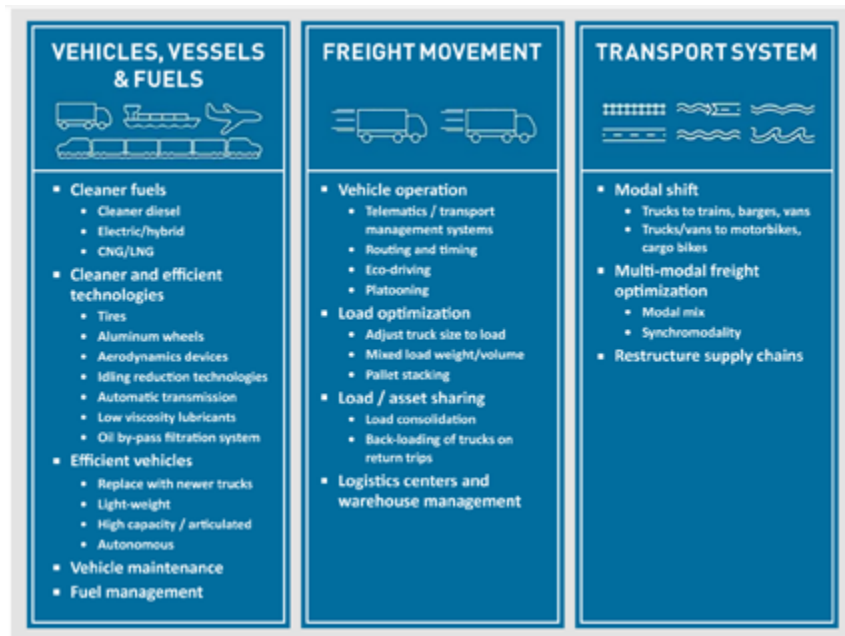 VEHICLES, VESSELS
& FUELS
Cleaner fuels
Cleaner diesel
Electric/hybrid
CNG/LNG
Cleaner and efficient
technologies
Tires
Aluminum wheels
Aerodynamics devices
Idling reduction technologies
Automatic transmission
Low viscosity lubricants
Oil by-pass filtration system
Efficient vehicles
Replace with newer trucks
Light-weight
High capacity / articulated
Autonomous
Vehicle maintenance
Fuel management
FREIGHT MOVEMENT
Vehicle operation
Telematics / transport
management systems
Routing and timing
Eco-driving
Platooning
Load optimization
Adjust truck size to load
Mixed load weight/volume
Pallet stacking
Load / asset sharing
Load consolidation
Back-loading of trucks on
return trips
Logistics centers and
warehouse management
TRANSPORT SYSTEM
Modal shift
Trucks to trains, barges, vans
Trucks/vans to motorbikes,
cargo bikes
Multi-modal freight
optimization
Modal mix
Synchromodality
Restructure supply chains